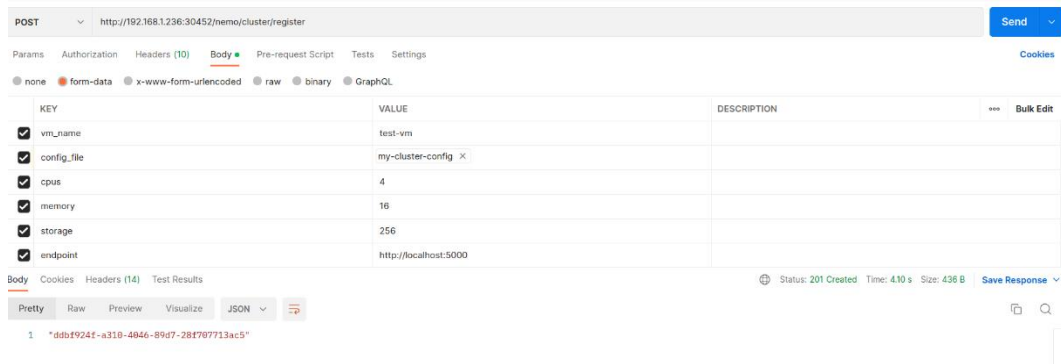 POST http://192.168.1.236:30452/nemo/cluster/register Send
Params Authorization Headers (10) Body Pre-request Script Tests Settings Cookies
none form-data x-www-form-urlencoded raw binary GraphQL
KEY VALUE DESCRIPTION ooo Bulk Edit
vm_name test-vm
config_file my-cluster-config ×
cpus 4
memory 16
storage 256
endpoint http://localhost:5000
Body Cookies Headers (14) Test Results Status: 201 Created Time: 4.10 s Size: 436 B Save Response
Pretty Raw Preview Visualize JSON
1 "ddbf924f-a310-4046-89d7-28f707713ac5"